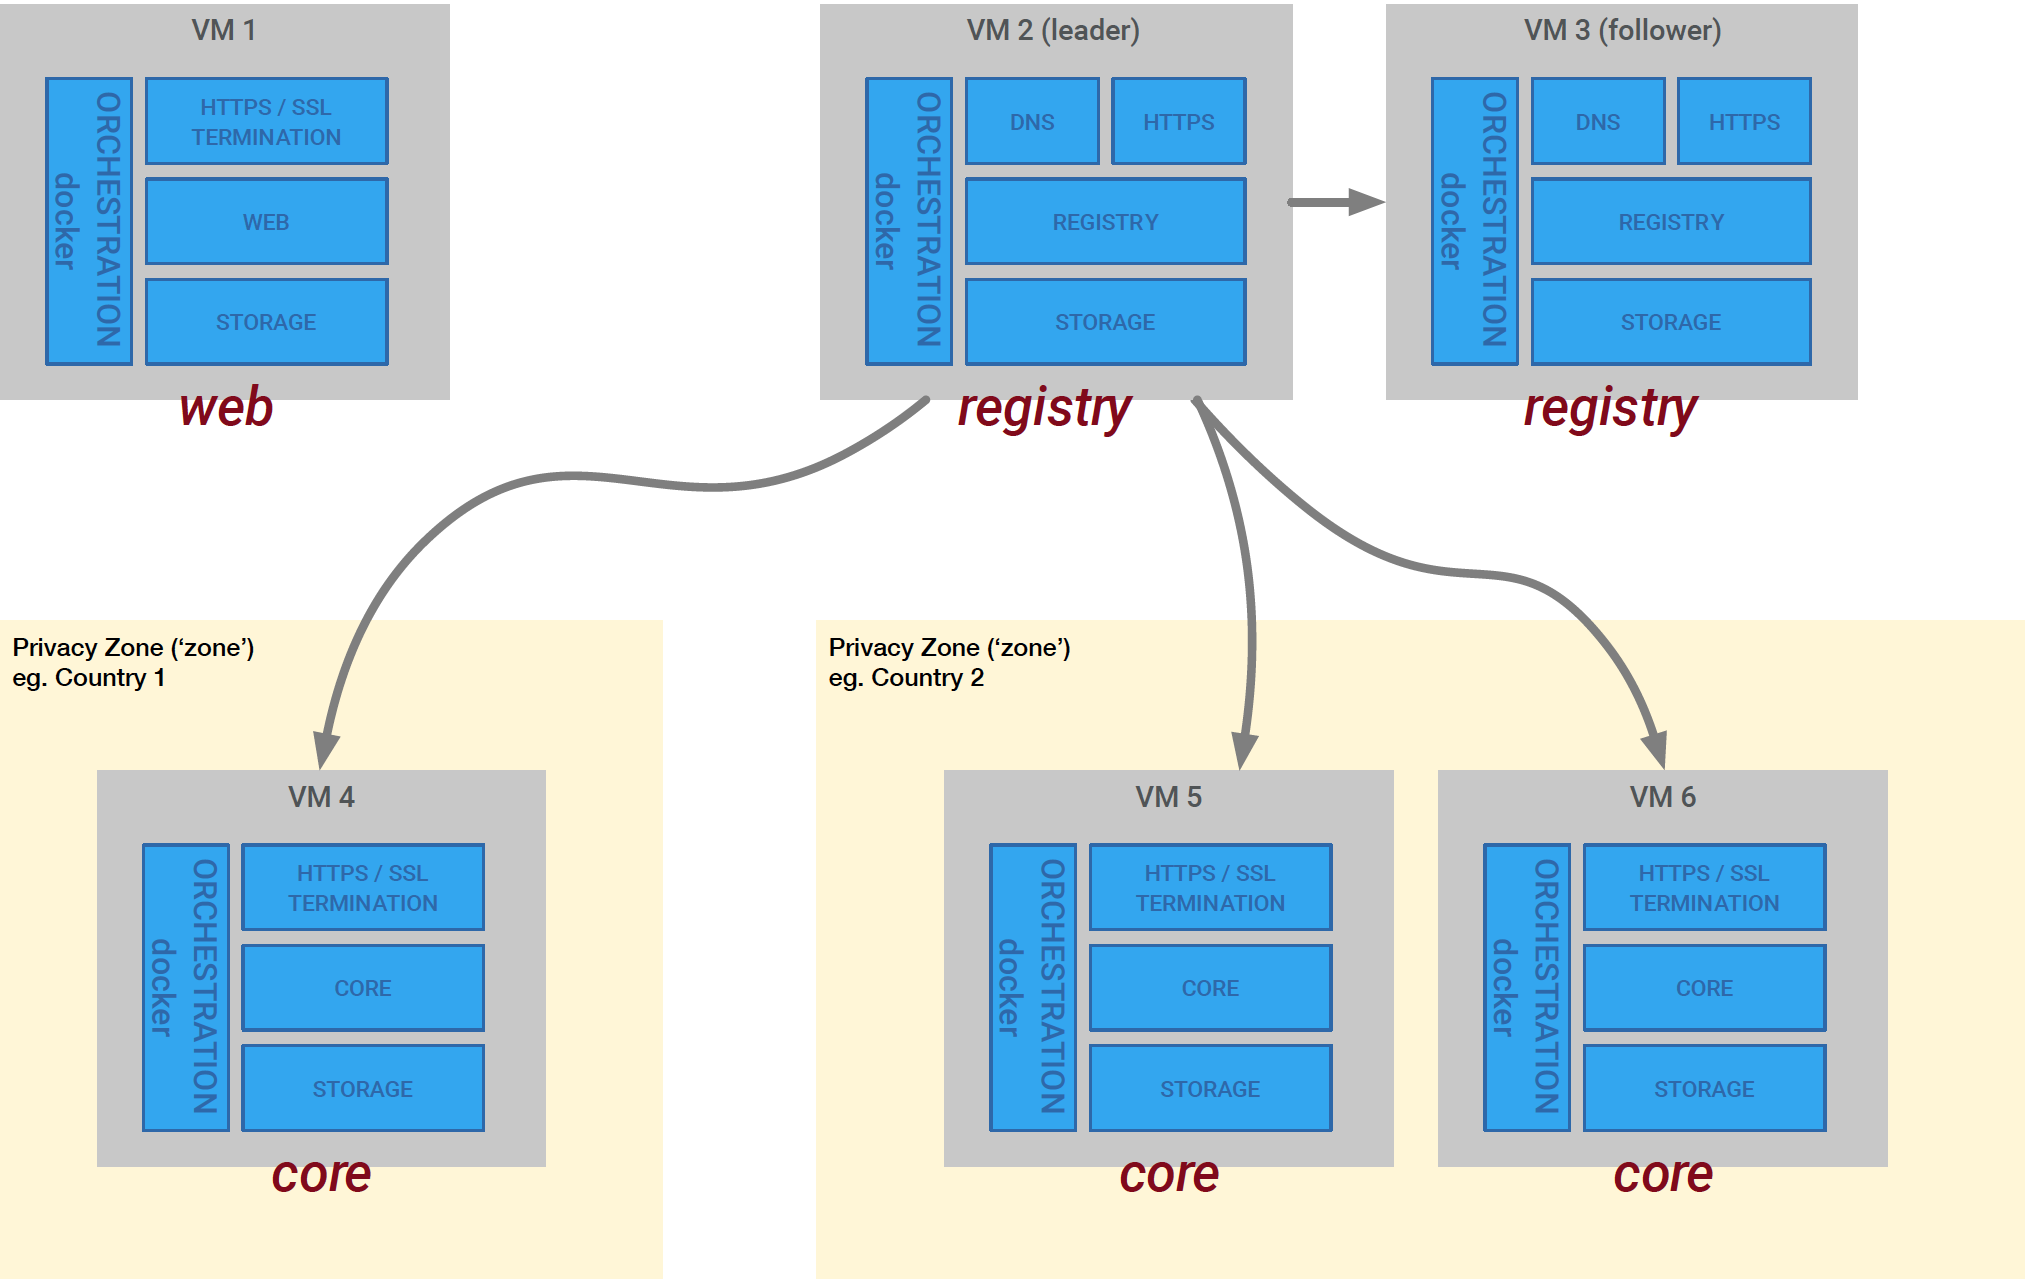 VM 1
ORCHESTRATION
docker
HTTPS / SSL
TERMINATION
WEB
STORAGE
web
VM 2 (leader)
ORCHESTRATION
docker
DNS
HTTPS
REGISTRY
STORAGE
registry
VM 3 (follower)
ORCHESTRATION
docker
DNS
HTTPS
REGISTRY
STORAGE
registry
Privacy Zone (‘zone’)
eg. Country 1
VM 4
ORCHESTRATION
docker
HTTPS / SSL
TERMINATION
CORE
STORAGE
core
Privacy Zone (‘zone’)
eg. Country 2
VM 5
ORCHESTRATION
docker
HTTPS / SSL
TERMINATION
CORE
STORAGE
core
VM 6
ORCHESTRATION
docker
HTTPS / SSL
TERMINATION
CORE
STORAGE
core